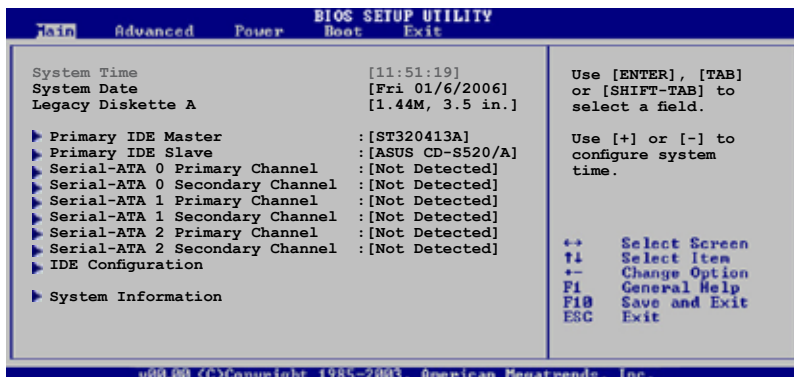 BIOS SETUP UTILITY
Main Advanced Power Boot Exit
System Time [11:51:19]
System Date [Fri 01/6/2006]
Legacy Diskette A [1.44M, 3.5 in.]
Primary IDE Master :[ST320413A]
Primary IDE Slave :[ASUS CD-S520/A]
Serial-ATA 0 Primary Channel :[Not Detected]
Serial-ATA 0 Secondary Channel :[Not Detected]
Serial-ATA 1 Primary Channel :[Not Detected]
Serial-ATA 1 Secondary Channel :[Not Detected]
Serial-ATA 2 Primary Channel :[Not Detected]
Serial-ATA 2 Secondary Channel :[Not Detected]
IDE Configuration
System Information
Use [ENTER], [TAB]
or [SHIFT-TAB] to
select a field.
Use [+] or [-] to
configure system
time.
↔ Select Screen
↑↓ Select Item
+- Change Option
F1 General Help
F10 Save and Exit
ESC Exit
v00.00 (C)Copyright 1985-2003, American Megatrends, Inc.